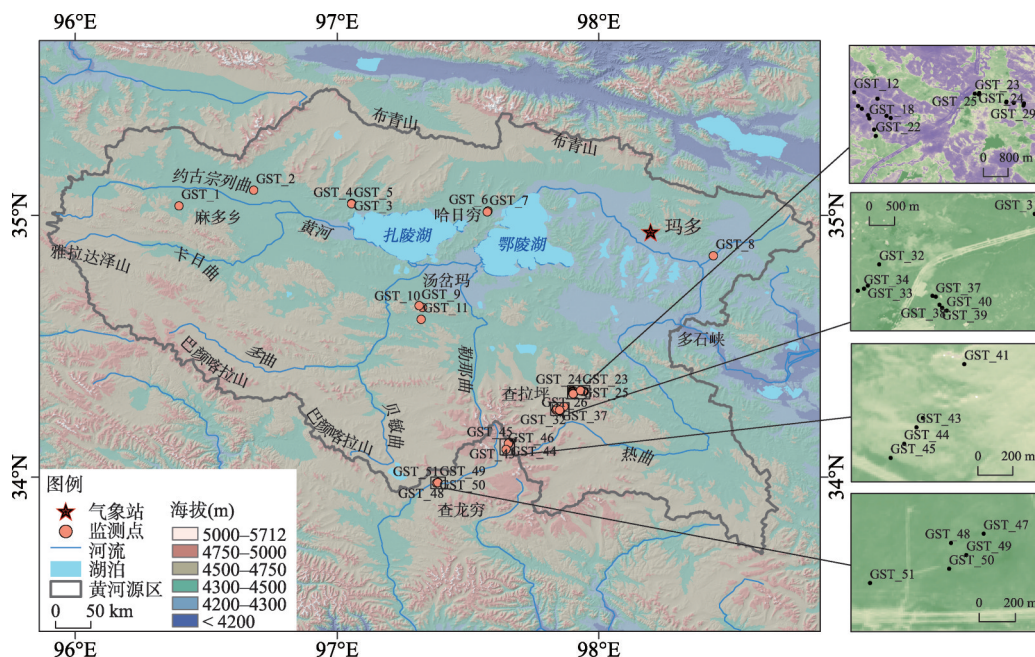 96°E
97°E
98°E
布青山
布青山
约古宗列曲
GST_2
GST_1
麻多乡
GST_4
GST_5
GST_3
GST_6
GST_7
哈日穷
35°N
35°N
黄河
扎陵湖
鄂陵湖
玛多
GST_8
雅拉达泽山
卡日曲
汤岔玛
GST_10
GST_9
GST_11
多石峡
巴颜喀拉山
多曲
勒那曲
GST_24
GST_23
查拉坪
GST_25
GST_26
GST_32
GST_37
巴颜喀拉山
贝敏曲
GST_45
GST_46
GST_44
热曲
34°N
34°N
GST_51
GST_49
GST_50
GST_48
查龙穷
图例
气象站
监测点
河流
湖泊
黄河源区
0 50 km
海拔(m)
5000–5712
4750–5000
4500–4750
4300–4500
4200–4300
< 4200
96°E
97°E
98°E
GST_12
GST_23
GST_25
GST_24
GST_18
GST_29
GST_22
0 800 m
0 500 m
GST_3
GST_32
GST_34
GST_33
GST_37
GST_40
GST_38
GST_39
GST_41
GST_43
GST_44
GST_45
0 200 m
GST_47
GST_48
GST_49
GST_50
GST_51
0 200 m